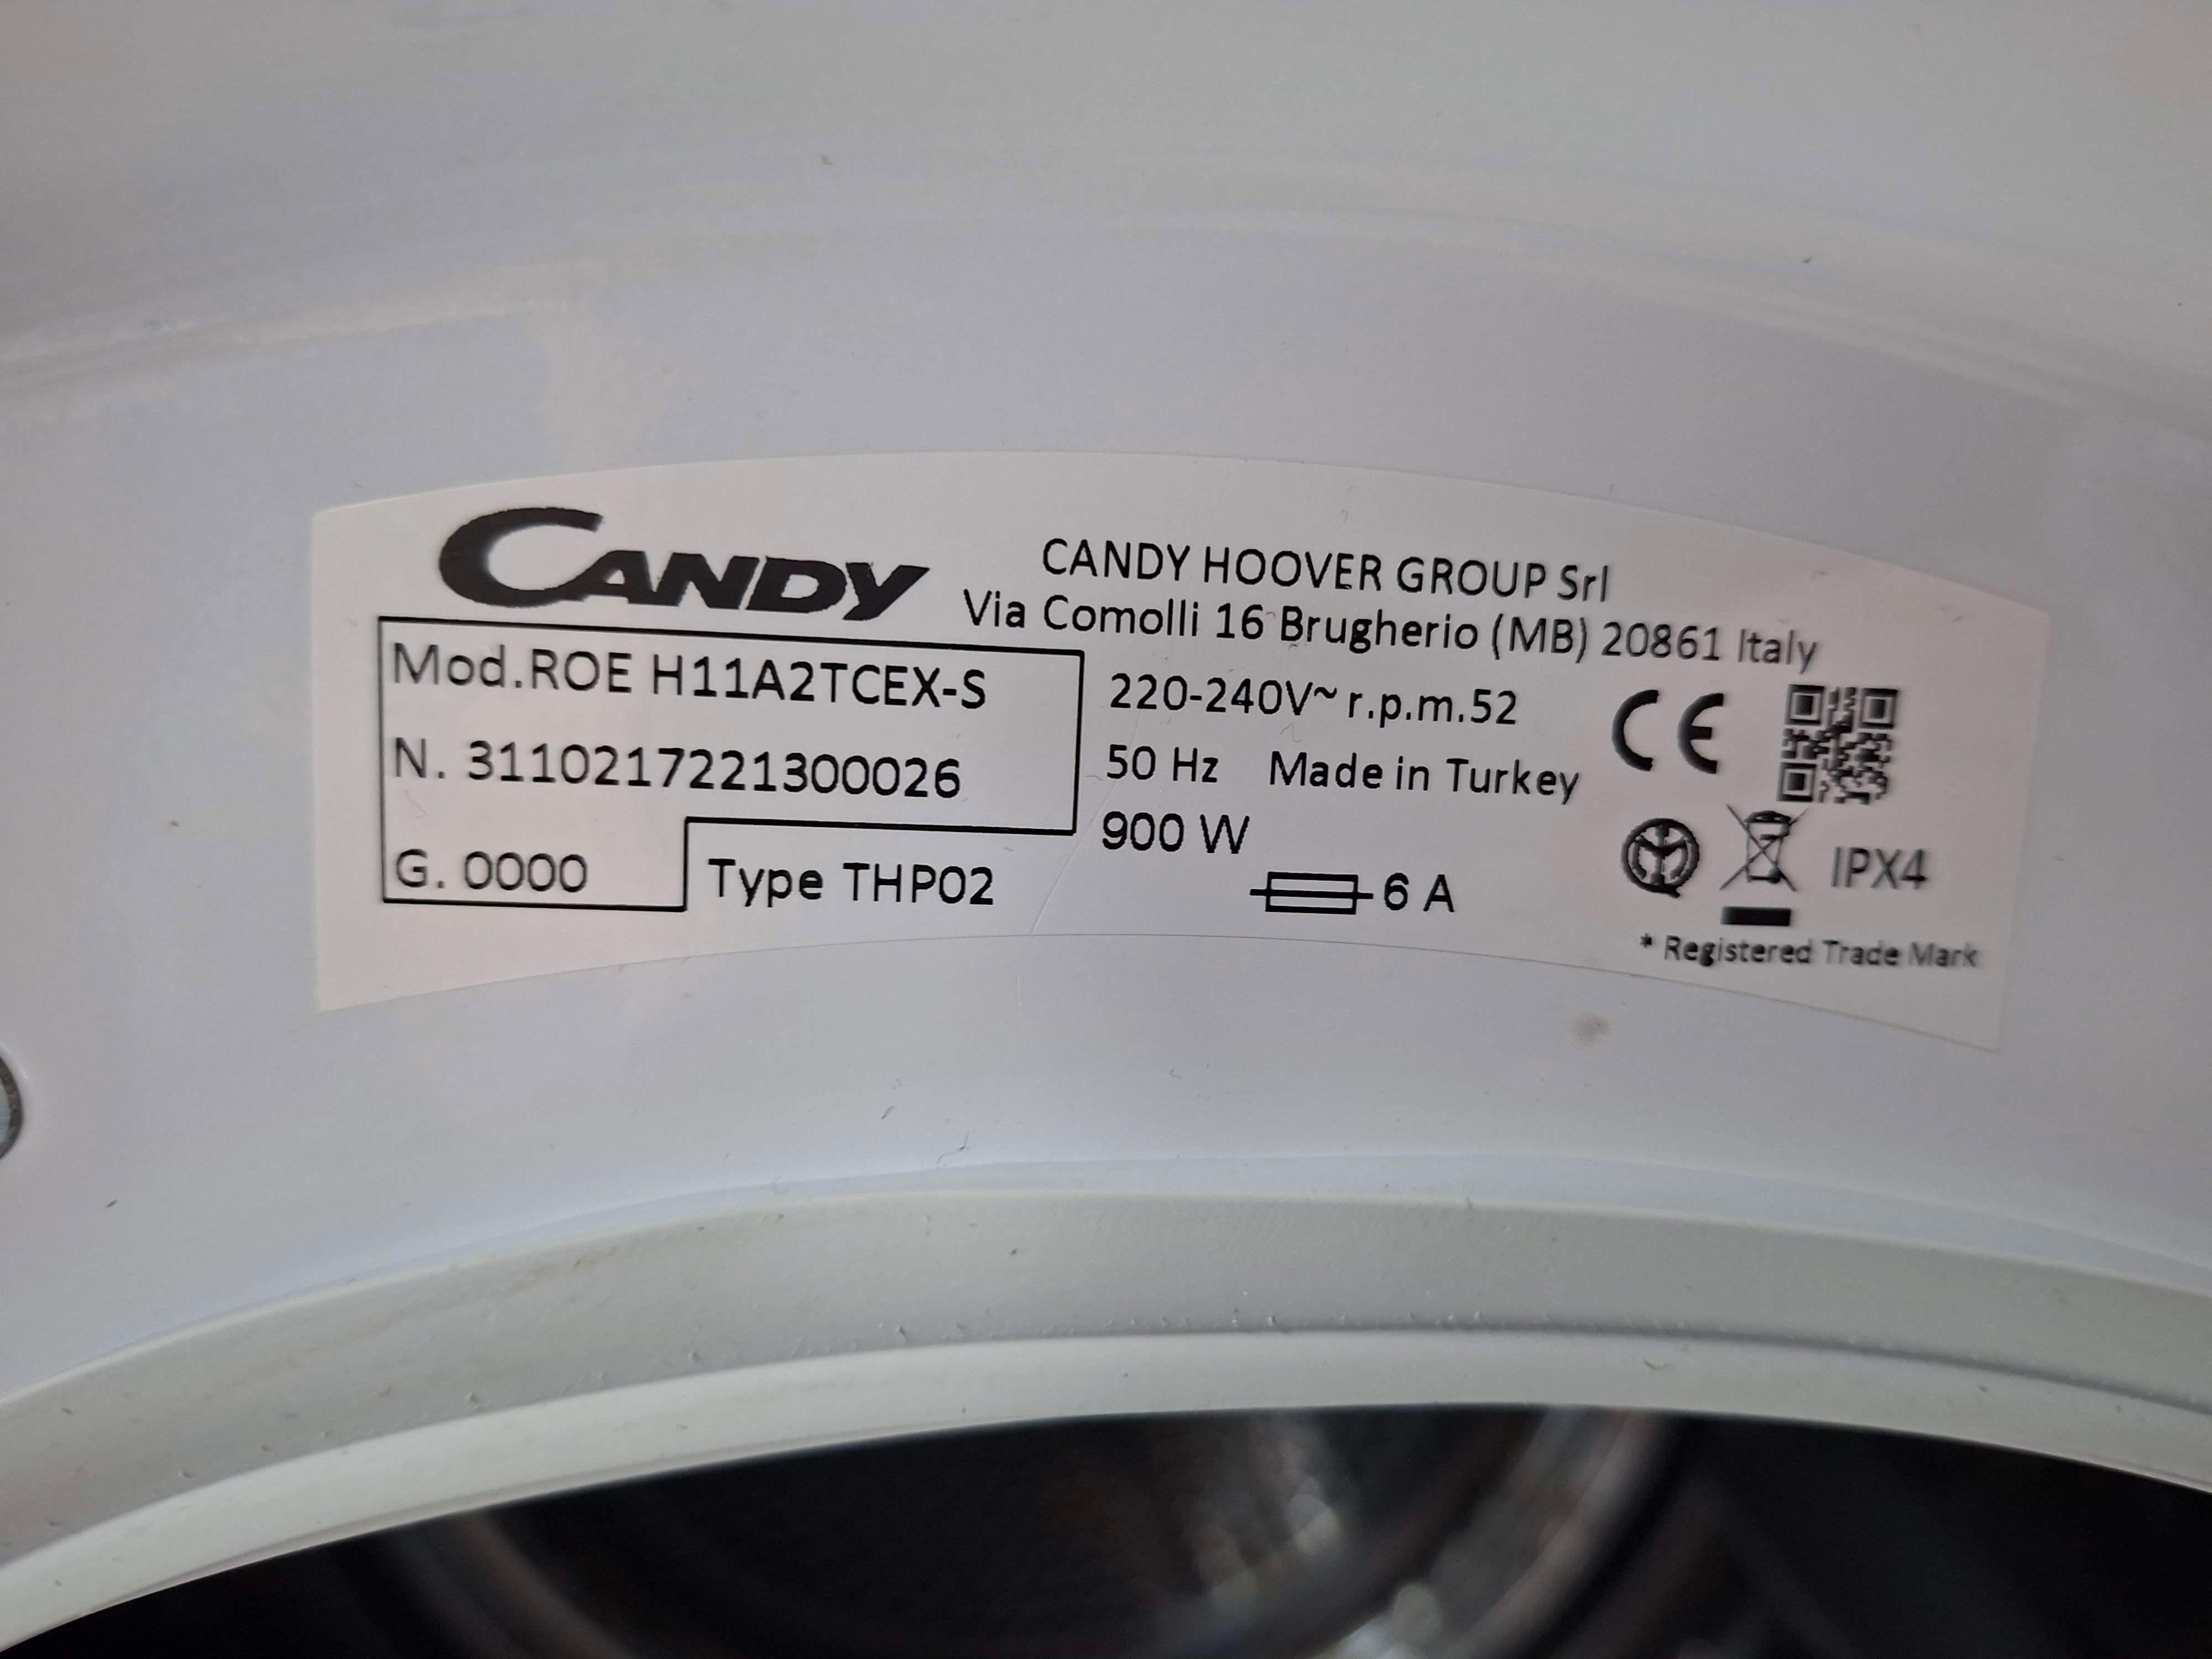 CANDY
CANDY HOOVER GROUP Srl
Via Comolli 16 Brugherio (MB) 20861 Italy
Mod.ROE H11A2TCEX-S
N. 3110217221300026
G. 0000
Type THP02
220-240V~ r.p.m.52
50 Hz Made in Turkey
900 W
6 A
CE
IPX4
* Registered Trade Mark